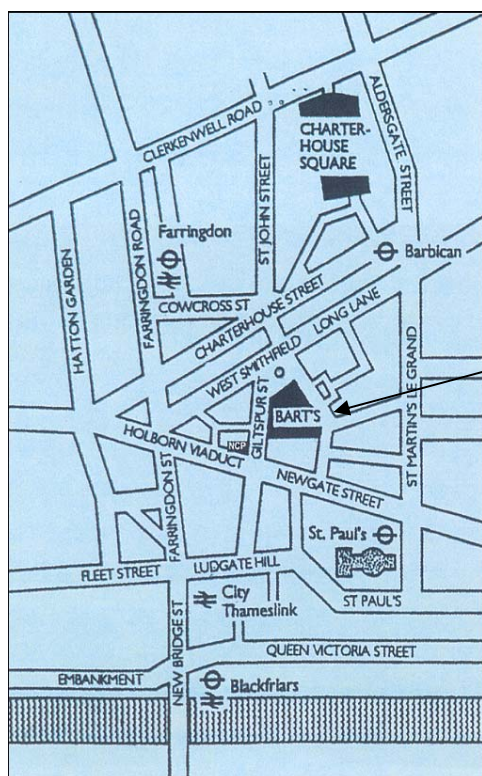 CLERKENWELL ROAD
ALDERSGATE STREET
CHARTER-
HOUSE
SQUARE
ST JOHN STREET
HATTON GARDEN
FARRINGDON ROAD
Farringdon
Barbican
COWCROSS ST
CHARTERHOUSE STREET
LONG LANE
WEST SMITHFIELD
ST MARTIN'S LE GRAND
GILTSPUR ST
BART'S
HOLBORN VIADUCT
NCP
NEWGATE STREET
FARRINGDON ST
St. Paul's
FLEET STREET
LUDGATE HILL
City
Thameslink
ST PAUL'S
NEW BRIDGE ST
QUEEN VICTORIA STREET
EMBANKMENT
Blackfriars